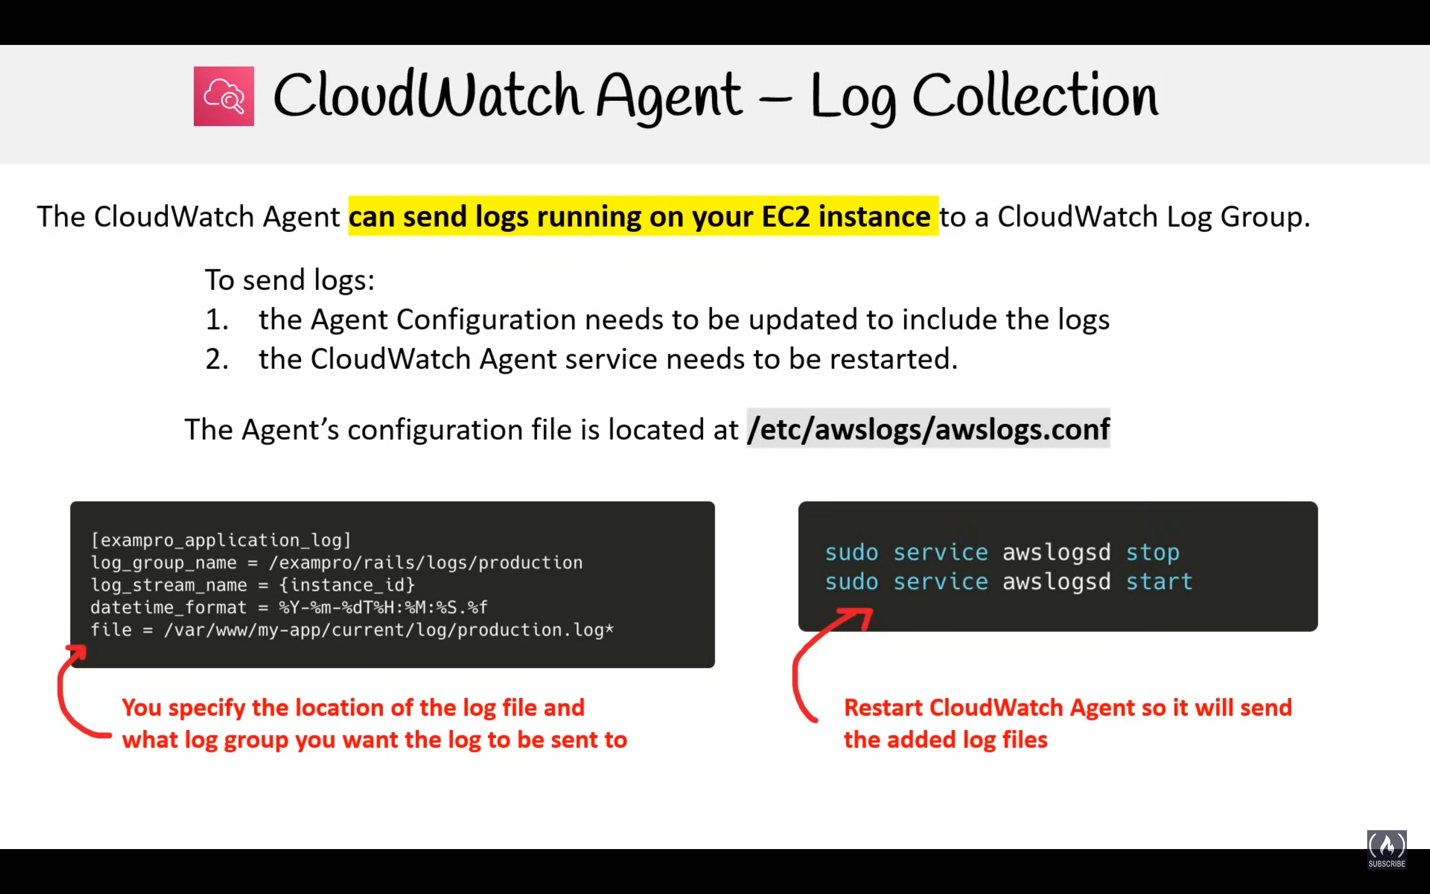 CloudWatch Agent – Log Collection
The CloudWatch Agent can send logs running on your EC2 instance to a CloudWatch Log Group.
To send logs:
1. the Agent Configuration needs to be updated to include the logs
2. the CloudWatch Agent service needs to be restarted.
The Agent’s configuration file is located at /etc/awslogs/awslogs.conf
[exampro_application_log]
log_group_name = /exampro/rails/logs/production
log_stream_name = {instance_id}
datetime_format = %Y-%m-%dT%H:%M:%S.%f
file = /var/www/my-app/current/log/production.log*
You specify the location of the log file and
what log group you want the log to be sent to
sudo service awslogsd stop
sudo service awslogsd start
Restart CloudWatch Agent so it will send
the added log files
SUBSCRIBE